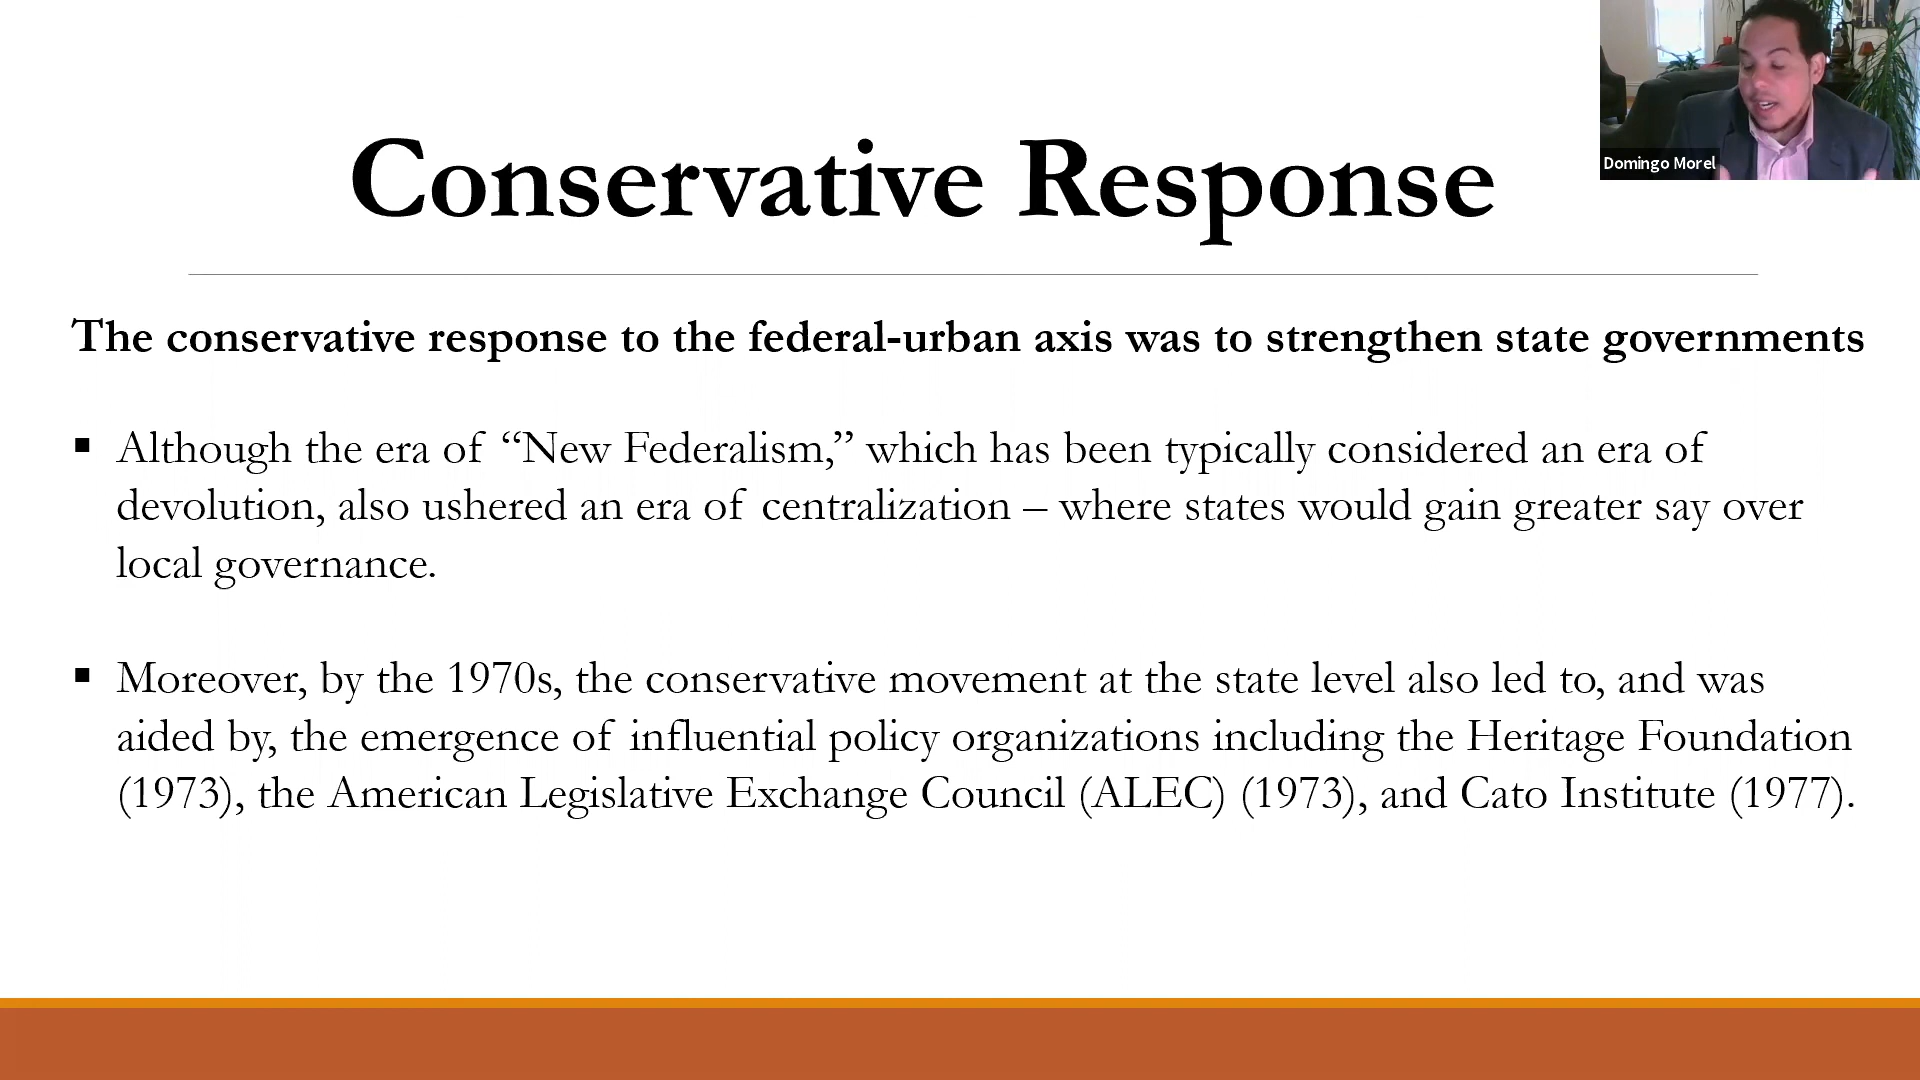 Conservative Response
Domingo Morel
The conservative response to the federal-urban axis was to strengthen state governments
▪ Although the era of “New Federalism,” which has been typically considered an era of
devolution, also ushered an era of centralization – where states would gain greater say over
local governance.
▪ Moreover, by the 1970s, the conservative movement at the state level also led to, and was
aided by, the emergence of influential policy organizations including the Heritage Foundation
(1973), the American Legislative Exchange Council (ALEC) (1973), and Cato Institute (1977).